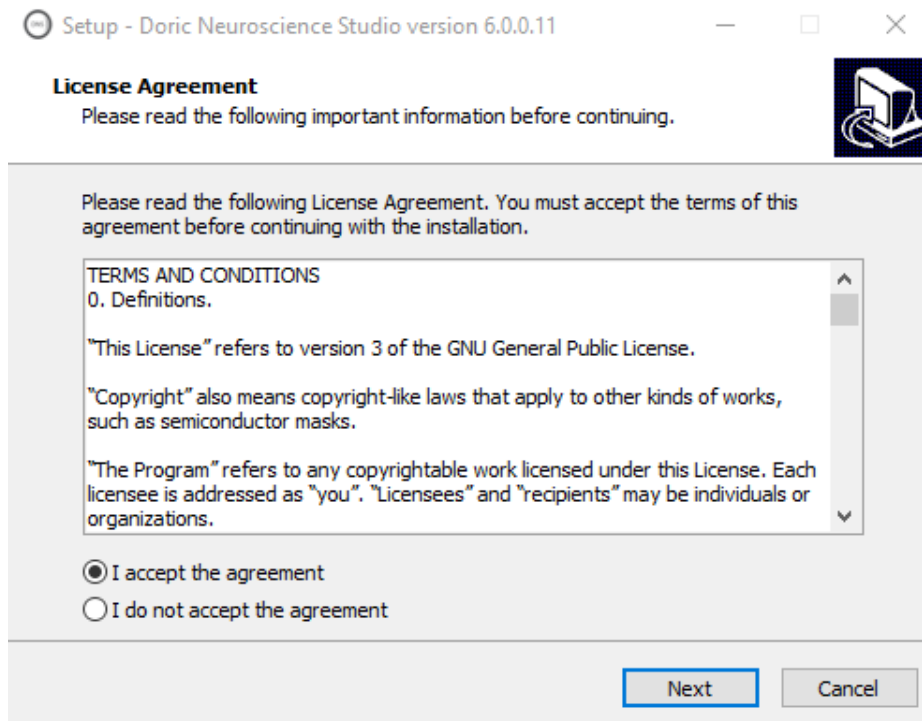 Setup - Doric Neuroscience Studio version 6.0.0.11
License Agreement
Please read the following important information before continuing.
Please read the following License Agreement. You must accept the terms of this
agreement before continuing with the installation.
TERMS AND CONDITIONS
0. Definitions.
“This License” refers to version 3 of the GNU General Public License.
“Copyright” also means copyright-like laws that apply to other kinds of works,
such as semiconductor masks.
“The Program” refers to any copyrightable work licensed under this License. Each
licensee is addressed as “you”. “Licensees” and “recipients” may be individuals or
organizations.
I accept the agreement
I do not accept the agreement
Next Cancel